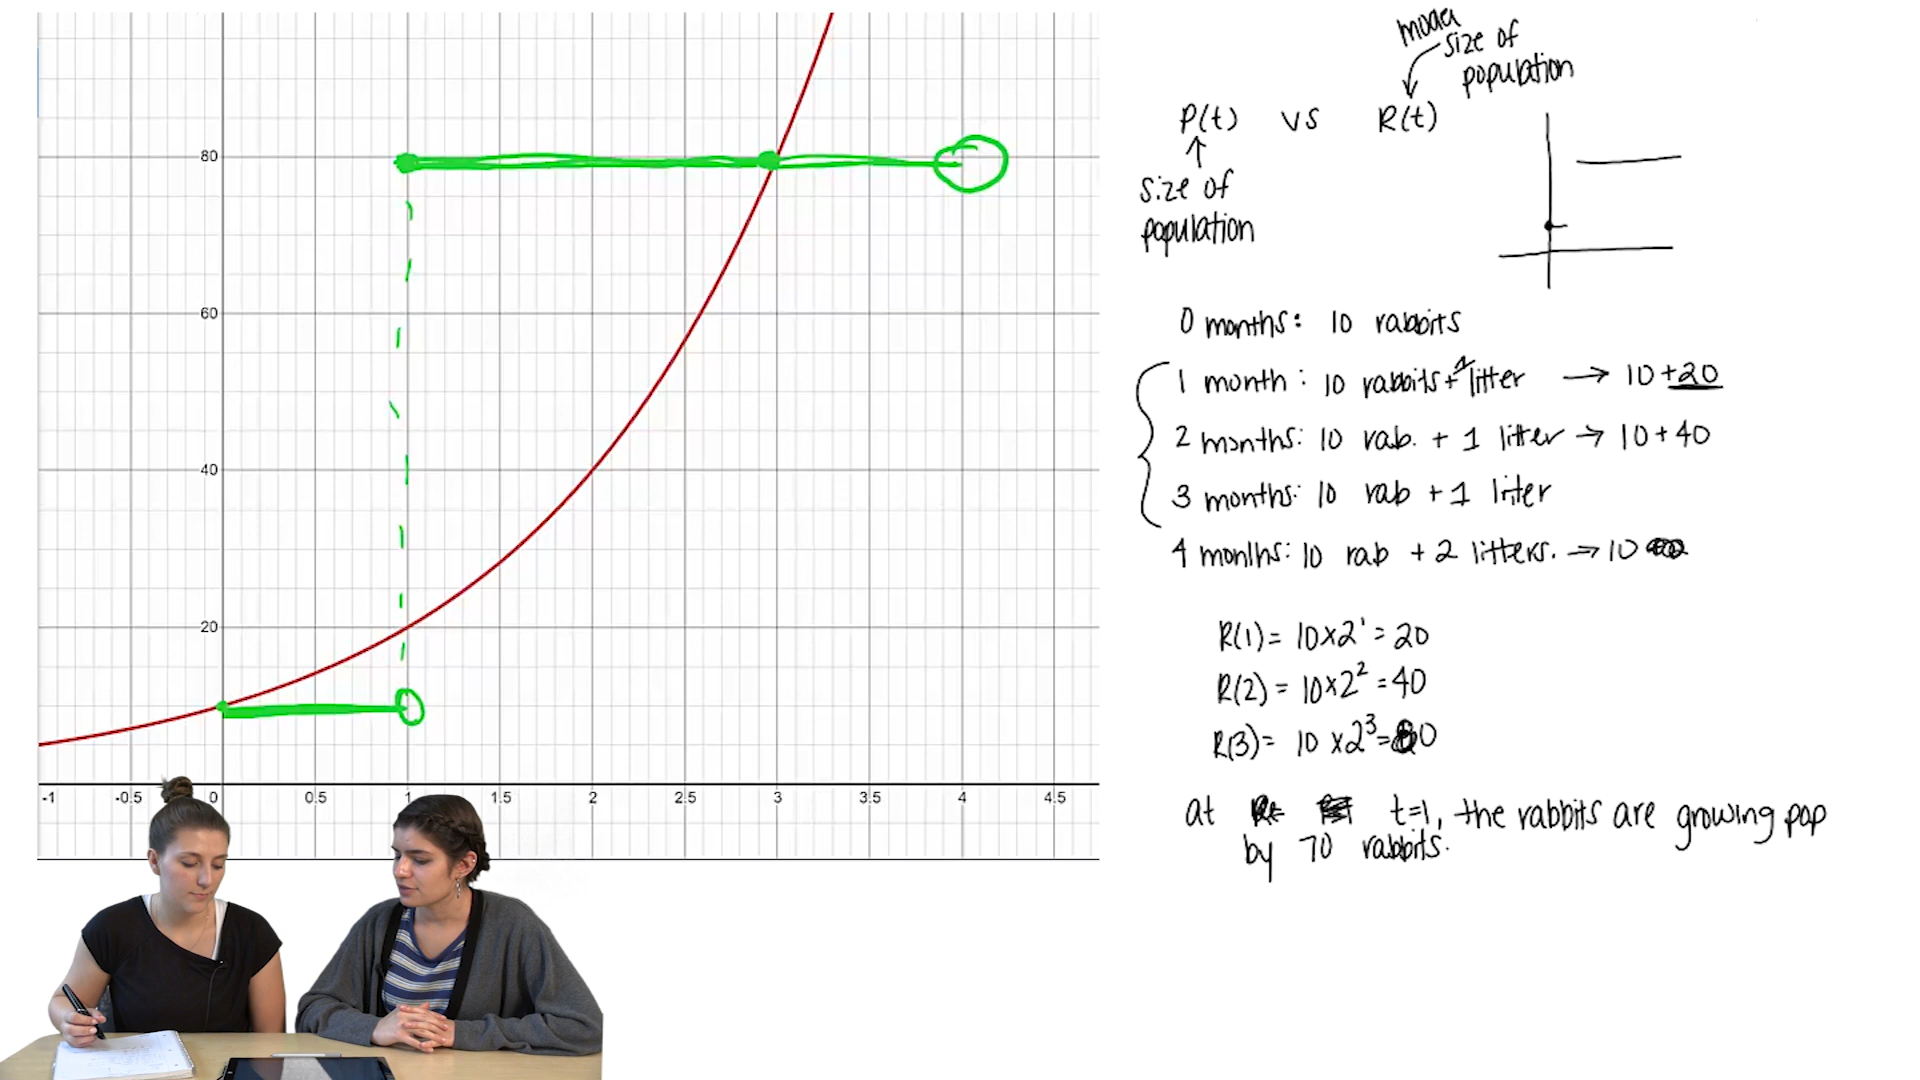 80
60
40
20
-1 -0.5 0 0.5 1 1.5 2 2.5 3 3.5 4 4.5
model
size of
population
P(t) vs R(t)
size of
population
0 months: 10 rabbits
1 month: 10 rabbits + 1 litter → 10 + 20
2 months: 10 rab. + 1 litter → 10 + 40
3 months: 10 rab + 1 liter
4 months: 10 rab + 2 litters. → 10
R(1) = 10×2¹ = 20
R(2) = 10×2² = 40
R(3) = 10×2³ = 80
at t=1, the rabbits are growing pop
by 70 rabbits.